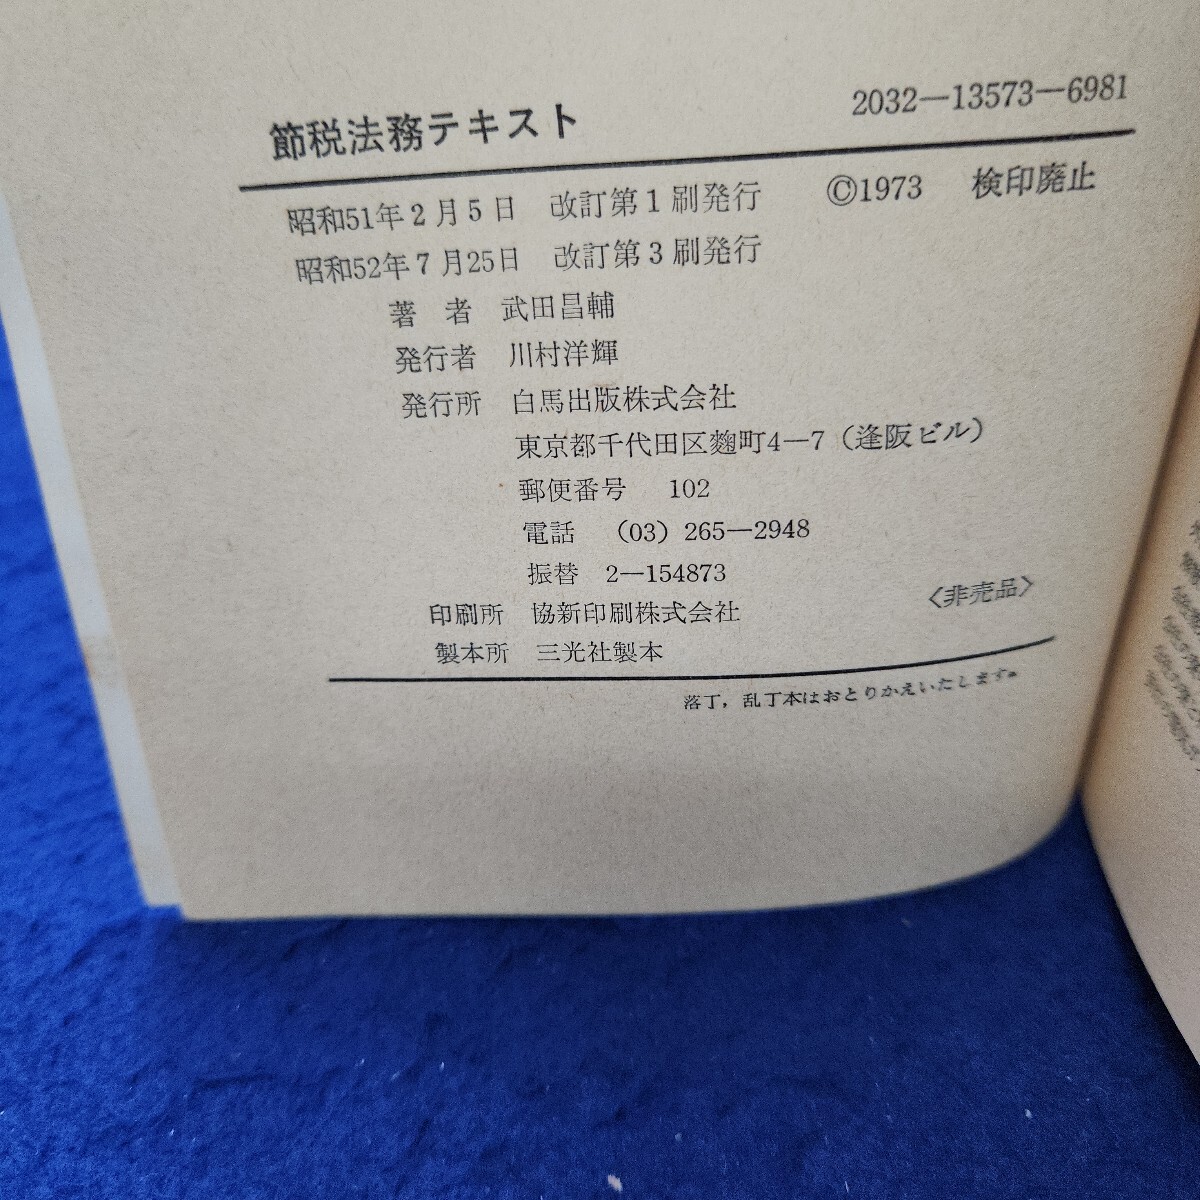 節税法務テキスト 2032—13573—6981
昭和51年2月5日 改訂第1刷発行 ©1973 検印廃止
昭和52年7月25日 改訂第3刷発行
著者 武田昌輔
発行者 川村洋輝
発行所 白馬出版株式会社
東京都千代田区麴町4—7（逢阪ビル）
郵便番号 102
電話 （03）265—2948
振替 2—154873
〈非売品〉
印刷所 協新印刷株式会社
製本所 三光社製本
落丁，乱丁本はおとりかえいたします。